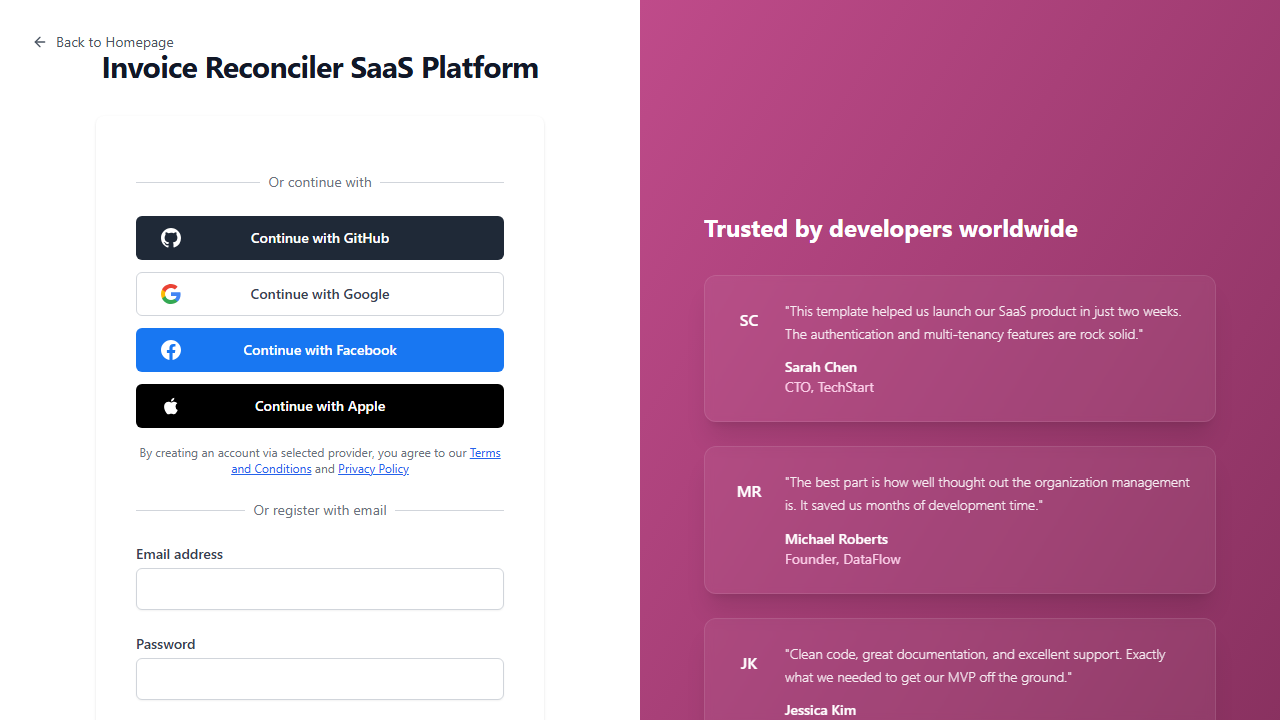 Back to Homepage
Invoice Reconciler SaaS Platform
Or continue with
Continue with GitHub
Continue with Google
Continue with Facebook
Continue with Apple
By creating an account via selected provider, you agree to our Terms
and Conditions and Privacy Policy
Or register with email
Email address
Password
Trusted by developers worldwide
SC
"This template helped us launch our SaaS product in just two weeks.
The authentication and multi-tenancy features are rock solid."
Sarah Chen
CTO, TechStart
MR
"The best part is how well thought out the organization management
is. It saved us months of development time."
Michael Roberts
Founder, DataFlow
JK
"Clean code, great documentation, and excellent support. Exactly
what we needed to get our MVP off the ground."
Jessica Kim